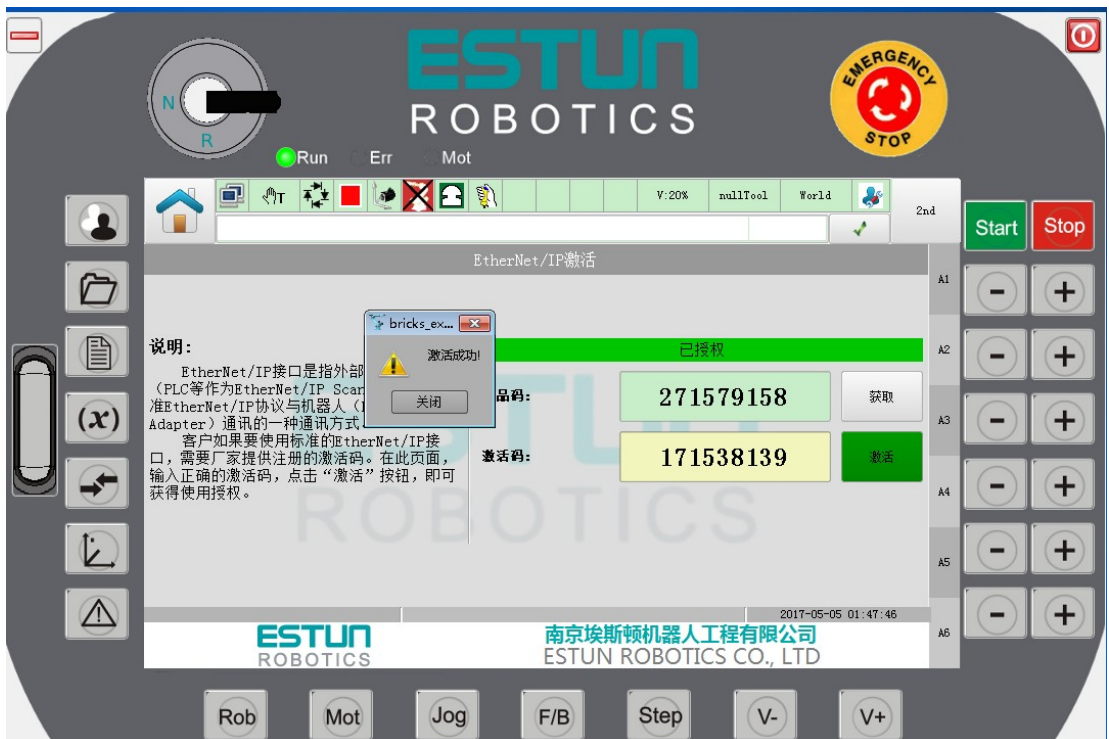 ESTUN
ROBOTICS
N
R
EMERGENCY
STOP
Run Err Mot
T
V:20% nullTool World
2nd
Start Stop
EtherNet/IP激活
A1
bricks_ex...
激活成功!
关闭
说明:
EtherNet/IP接口是指外部
(PLC等作为EtherNet/IP Scan
准EtherNet/IP协议与机器人(
Adapter)通讯的一种通讯方式.
客户如果要使用标准的EtherNet/IP接
口,需要厂家提供注册的激活码。在此页面,
输入正确的激活码,点击“激活”按钮,即可
获得使用授权。
已授权
A2
品码:
271579158
获取
激活码:
171538139
激活
A3
(x)
A4
ESTUN
ROBOTICS
A5
2017-05-05 01:47:46
A6
ESTUN
ROBOTICS
南京埃斯顿机器人工程有限公司
ESTUN ROBOTICS CO., LTD
- +
- +
- +
- +
- +
- +
Rob Mot Jog F/B Step V- V+